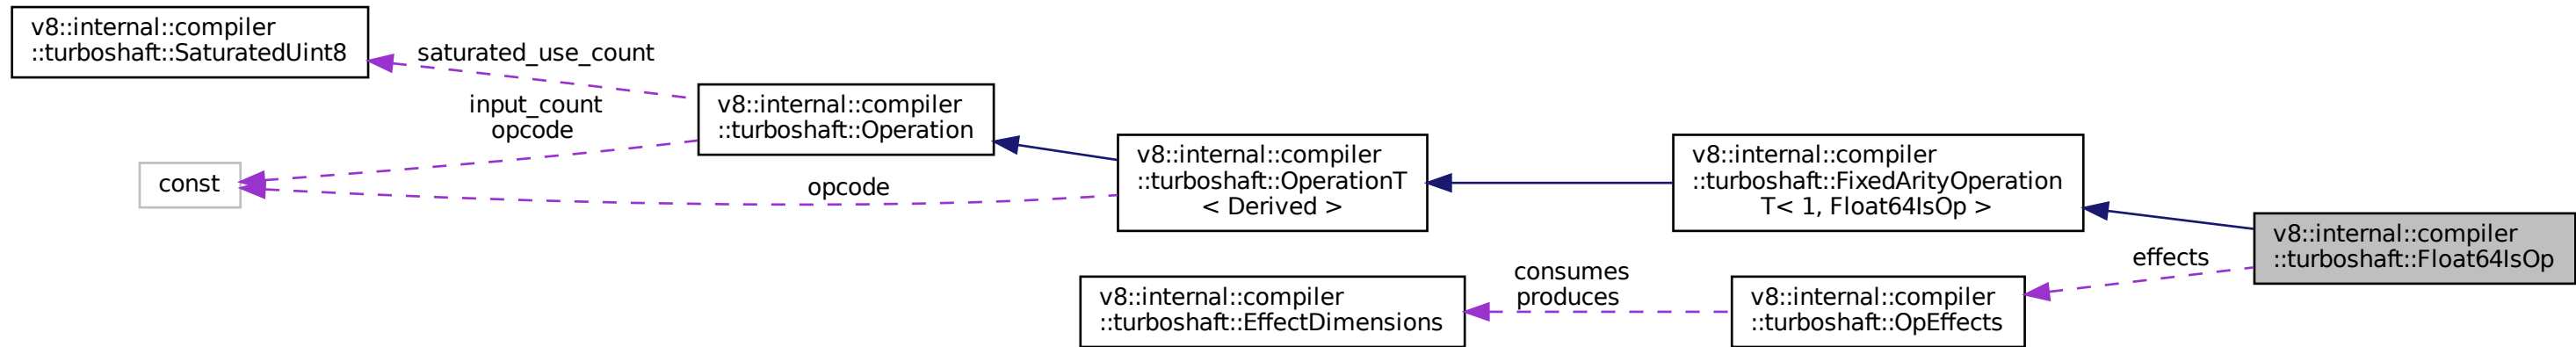 v8::internal::compiler
::turboshaft::SaturatedUint8
saturated_use_count
input_count
opcode
const
v8::internal::compiler
::turboshaft::Operation
opcode
v8::internal::compiler
::turboshaft::OperationT
< Derived >
v8::internal::compiler
::turboshaft::FixedArityOperation
T< 1, Float64IsOp >
v8::internal::compiler
::turboshaft::EffectDimensions
consumes
produces
v8::internal::compiler
::turboshaft::OpEffects
effects
v8::internal::compiler
::turboshaft::Float64IsOp